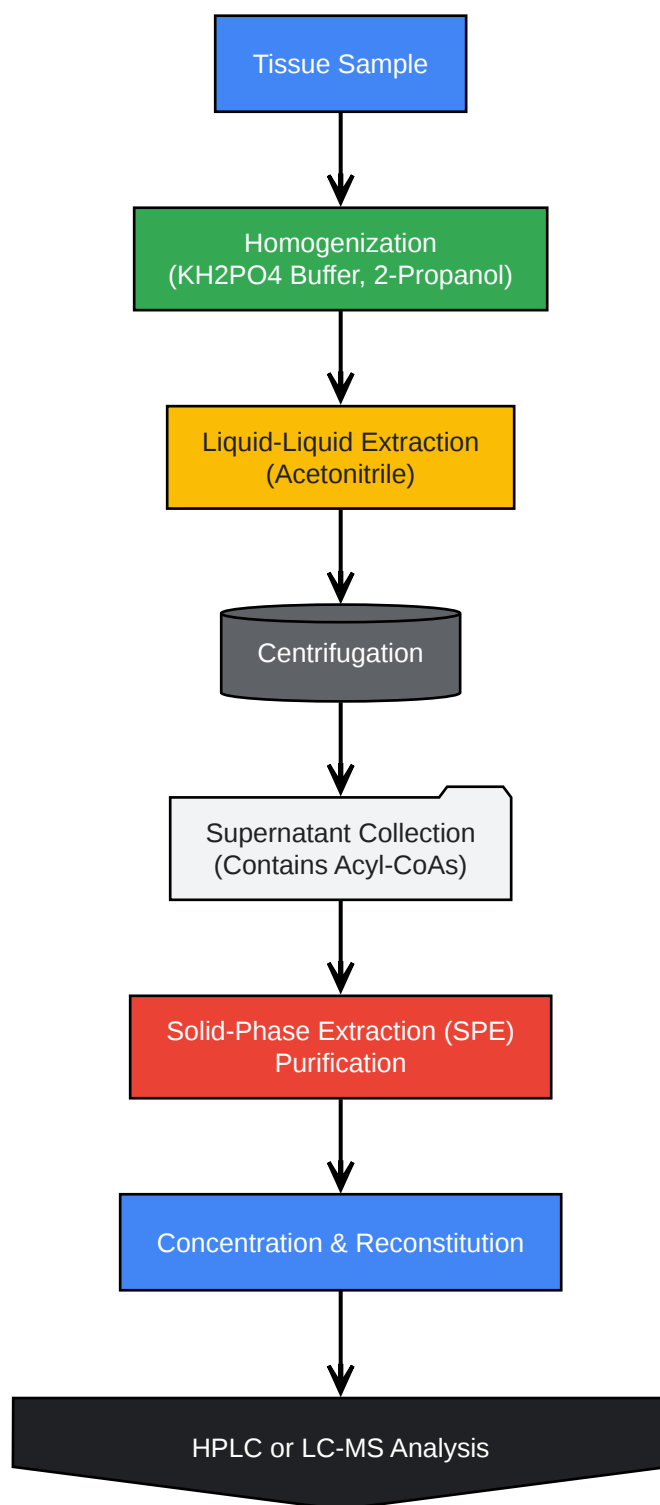 Tissue Sample
Homogenization
(KH2PO4 Buffer, 2-Propanol)
Liquid-Liquid Extraction
(Acetonitrile)
Centrifugation
Supernatant Collection
(Contains Acyl-CoAs)
Solid-Phase Extraction (SPE)
Purification
Concentration & Reconstitution
HPLC or LC-MS Analysis